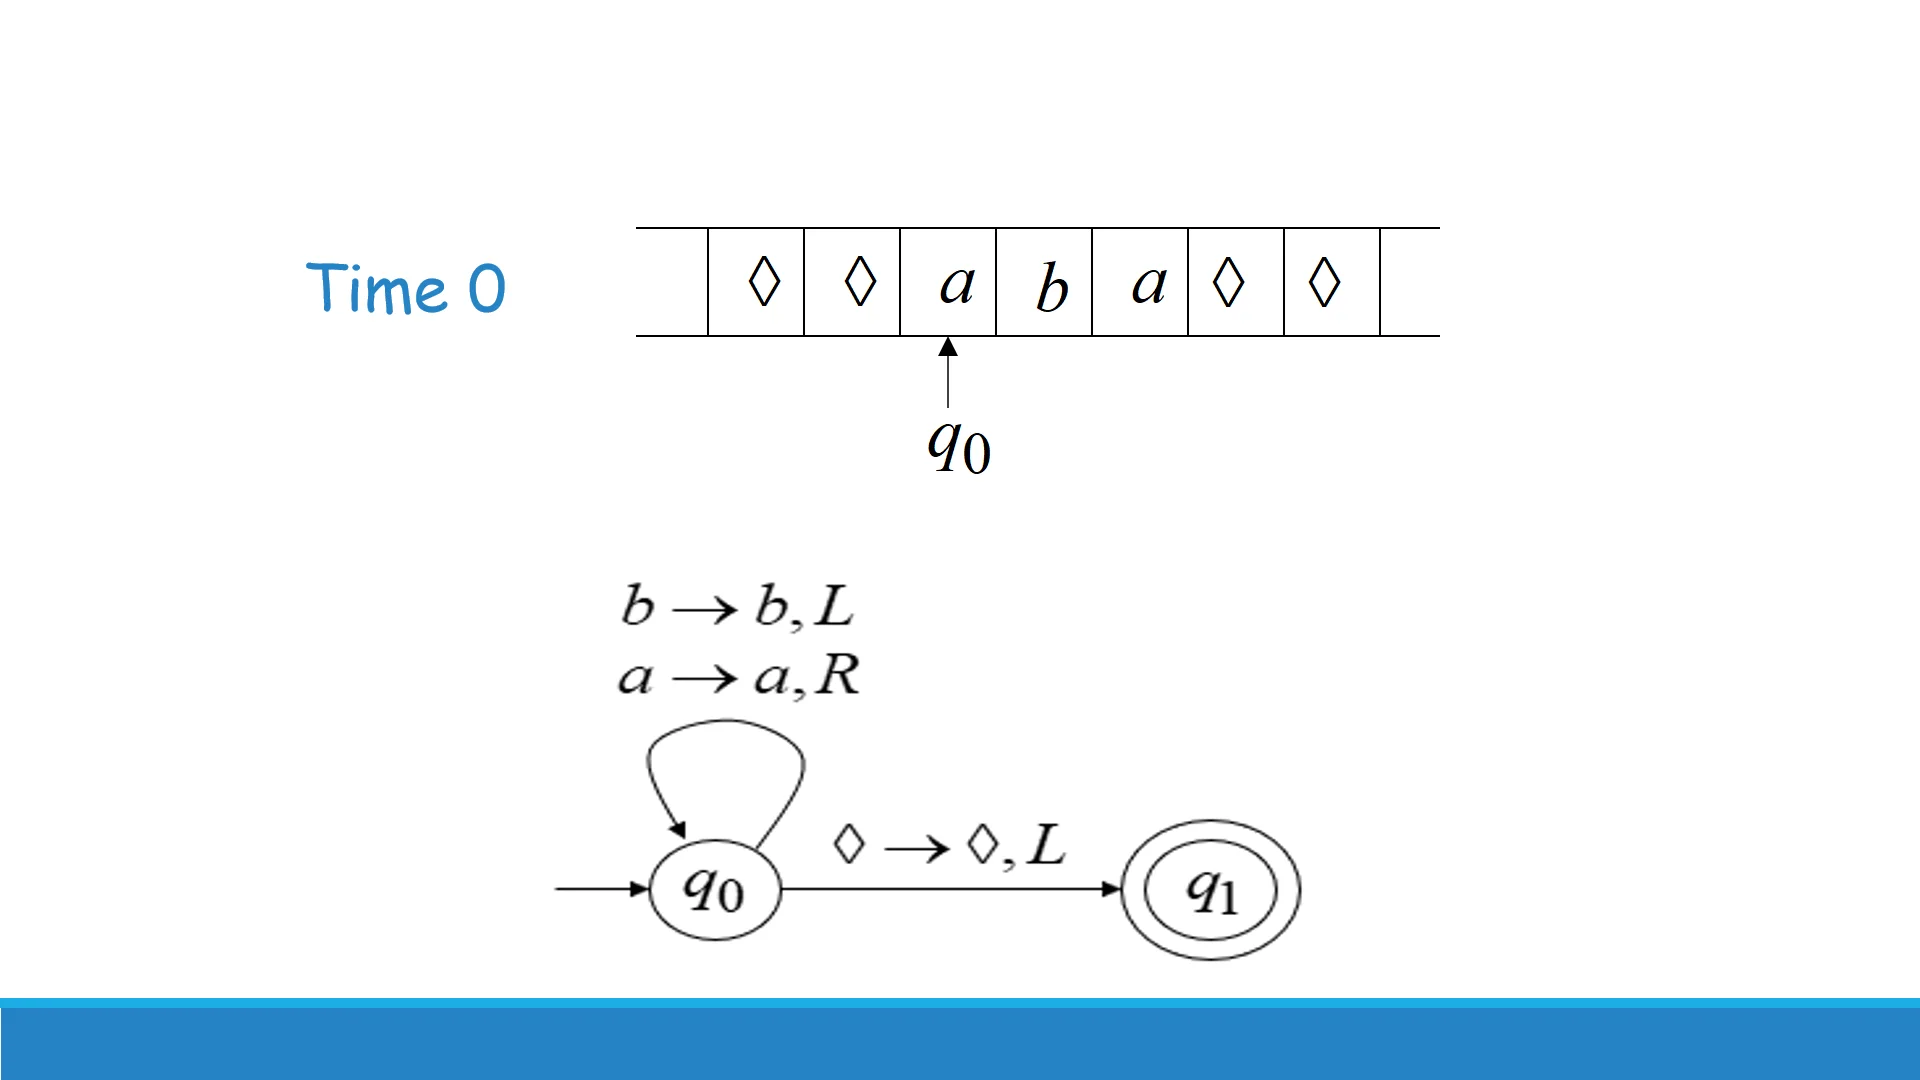 Time 0
◊ ◊ a b a ◊ ◊
q0
b → b, L
a → a, R
◊ → ◊, L
q0
q1